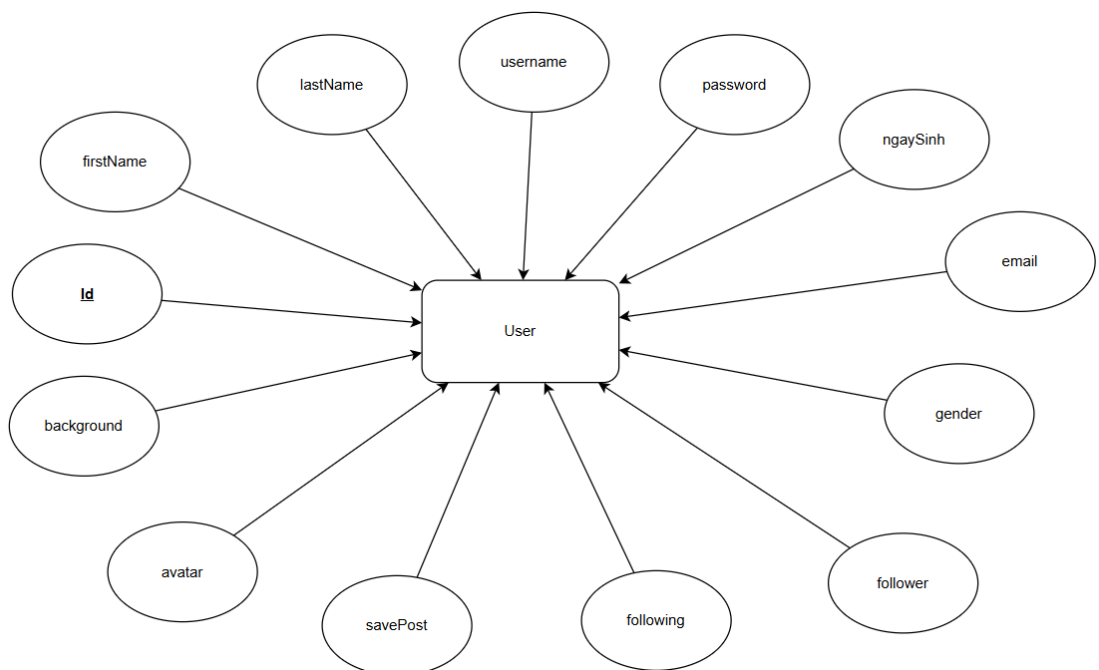 username
lastName
password
ngaySinh
firstName
email
Id
User
gender
background
avatar
follower
following
savePost